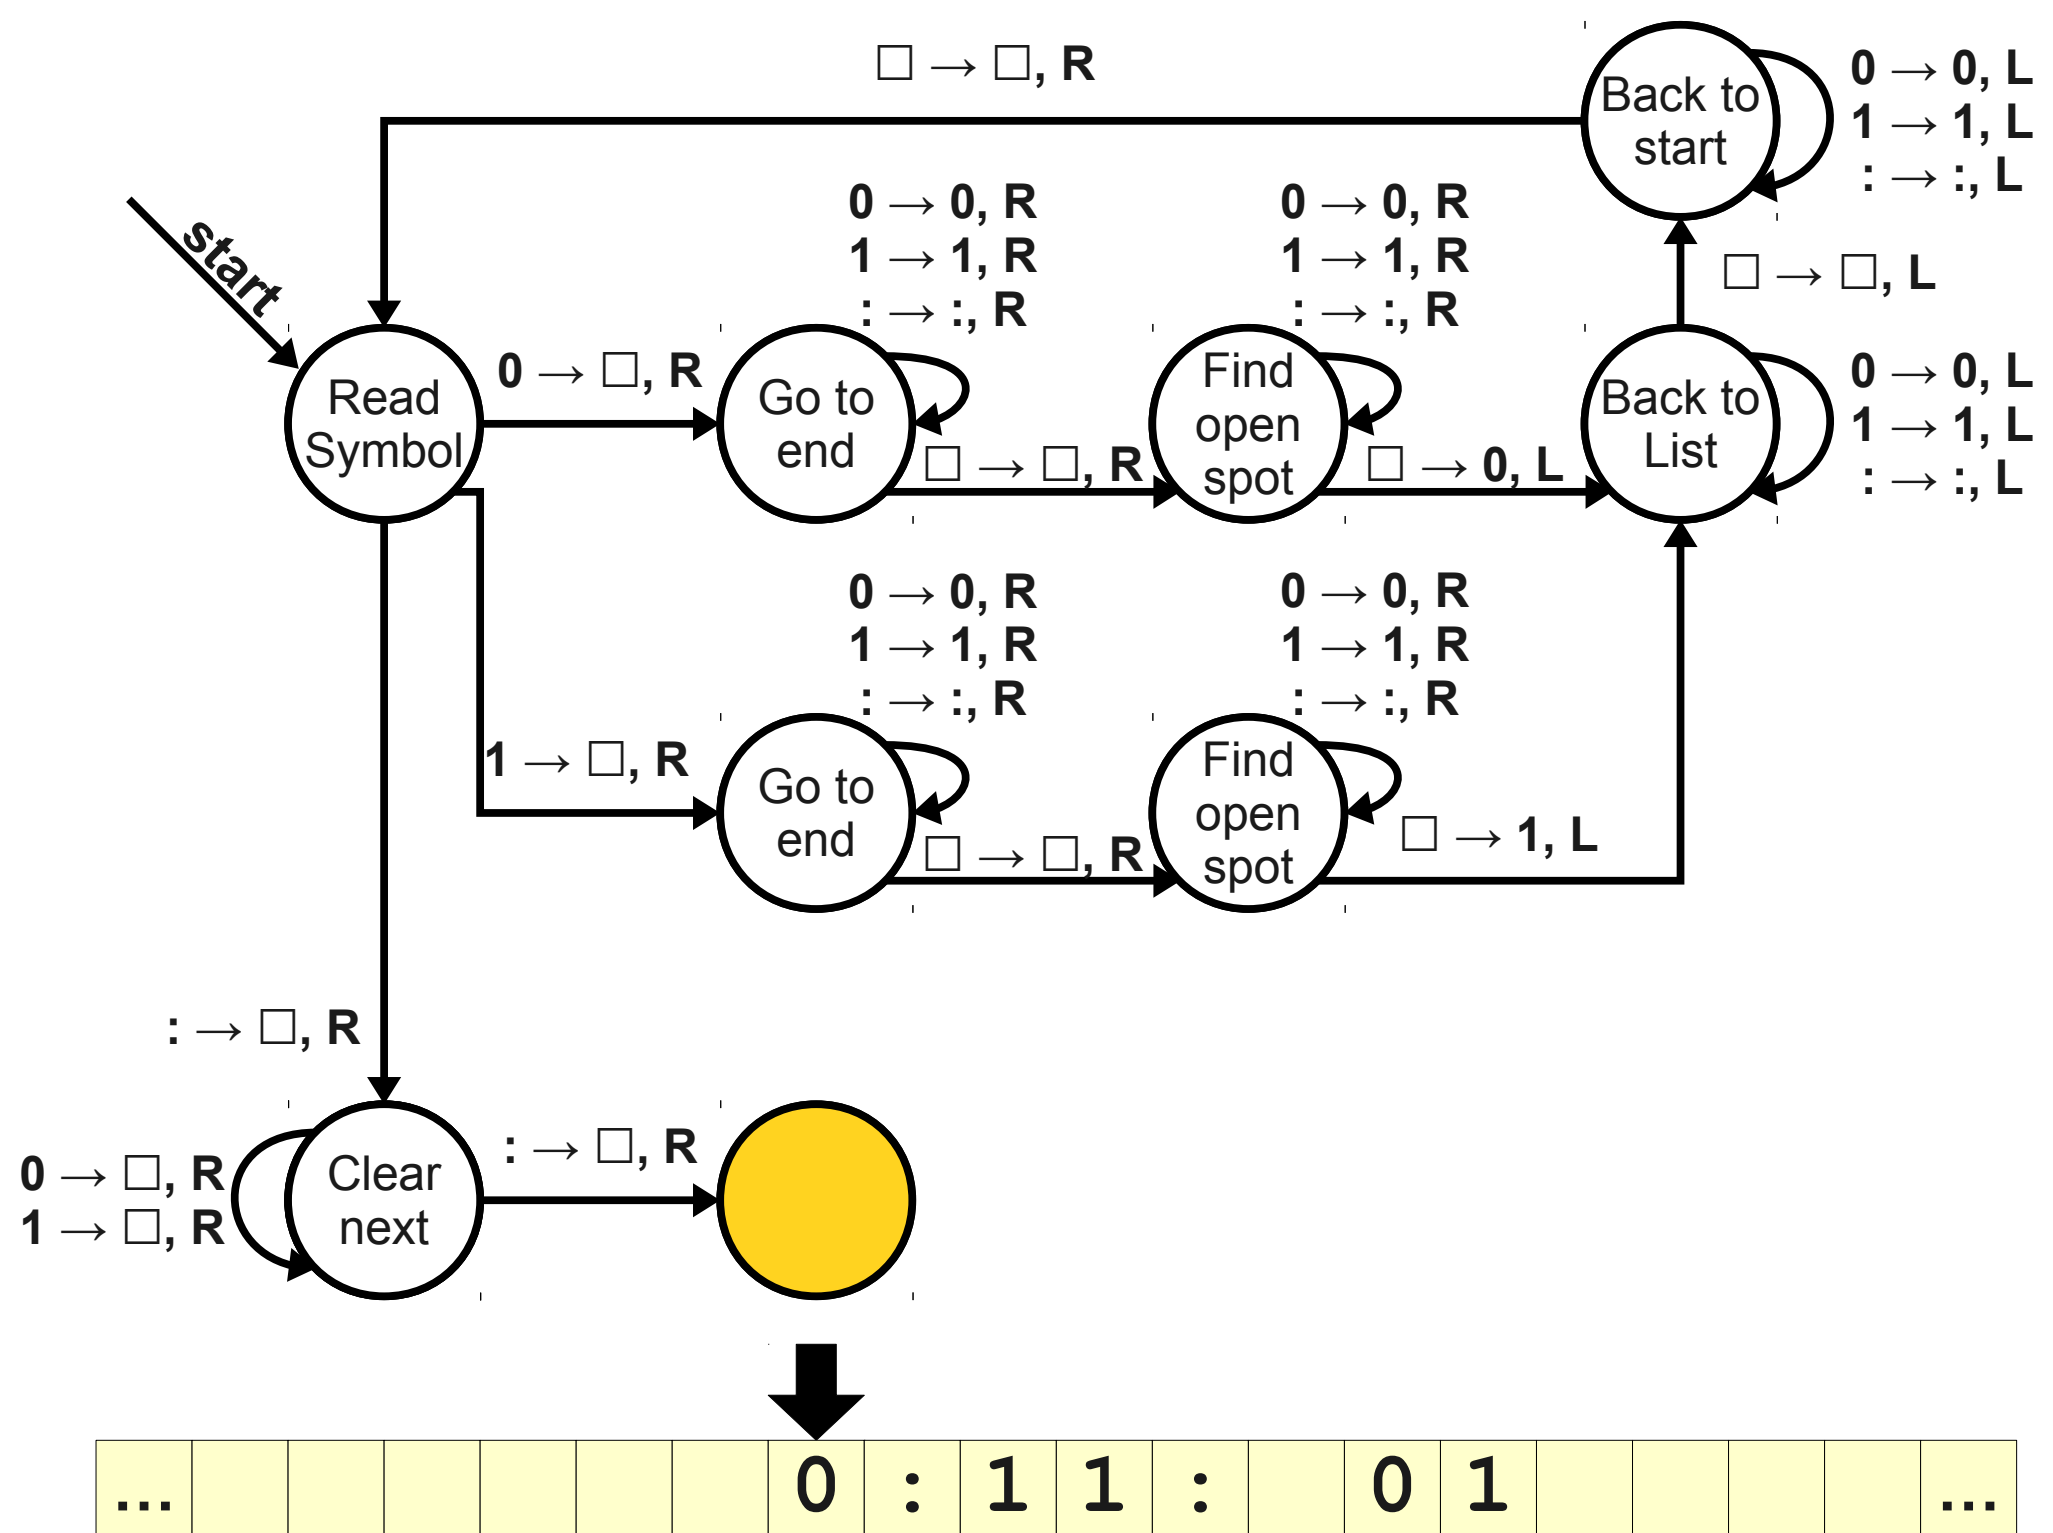 □ → □, R
Back to
start
0 → 0, L
1 → 1, L
: → :, L
start
0 → 0, R
1 → 1, R
: → :, R
0 → 0, R
1 → 1, R
: → :, R
□ → □, L
Read
Symbol
0 → □, R
Go to
end
□ → □, R
Find
open
spot
□ → 0, L
Back to
List
0 → 0, L
1 → 1, L
: → :, L
0 → 0, R
1 → 1, R
: → :, R
0 → 0, R
1 → 1, R
: → :, R
1 → □, R
Go to
end
□ → □, R
Find
open
spot
□ → 1, L
: → □, R
0 → □, R
1 → □, R
Clear
next
: → □, R
... 0 : 1 1 : 0 1 ...